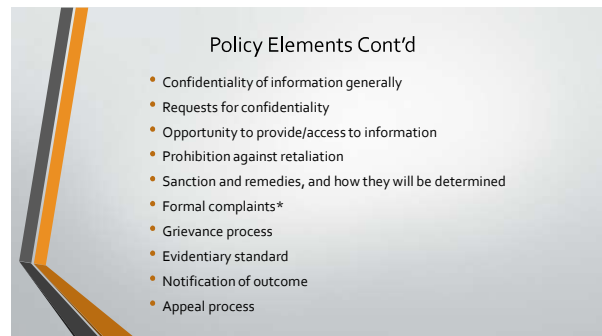 Policy Elements Cont'd
• Confidentiality of information generally
• Requests for confidentiality
• Opportunity to provide/access to information
• Prohibition against retaliation
• Sanction and remedies, and how they will be determined
• Formal complaints*
• Grievance process
• Evidentiary standard
• Notification of outcome
• Appeal process